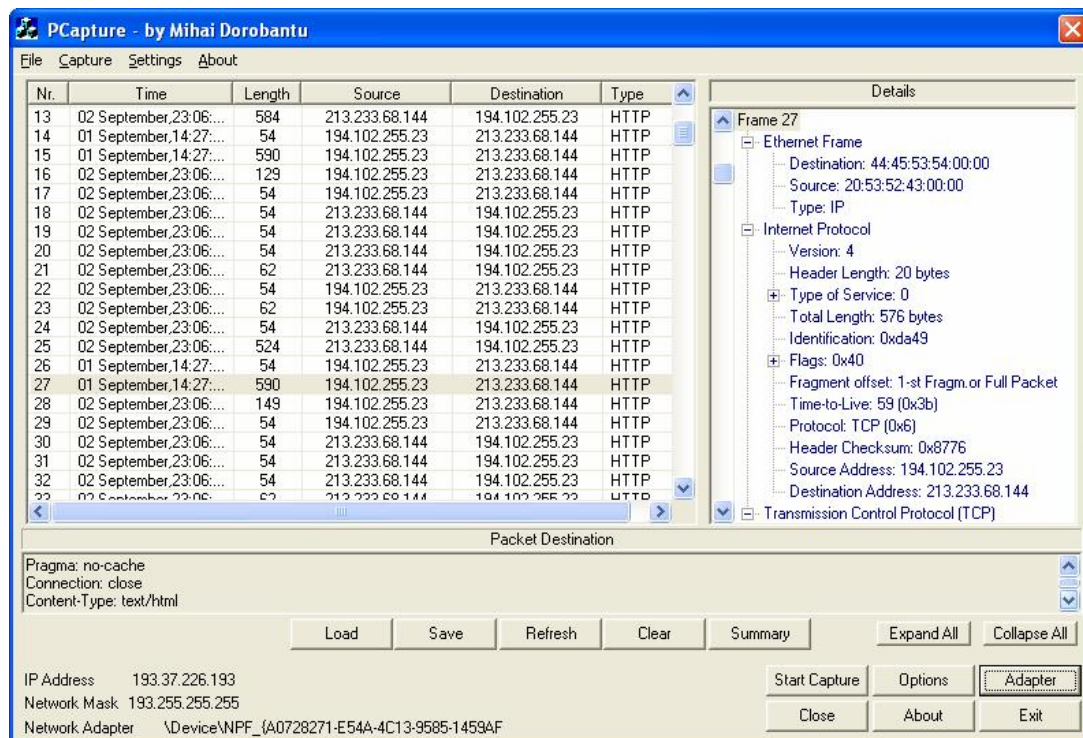 PCapture - by Mihai Dorobantu
File Capture Settings About
Nr. Time Length Source Destination Type
13 02 September,23:06:... 584 213.233.68.144 194.102.255.23 HTTP
14 01 September,14:27:... 54 194.102.255.23 213.233.68.144 HTTP
15 01 September,14:27:... 590 194.102.255.23 213.233.68.144 HTTP
16 02 September,23:06:... 129 194.102.255.23 213.233.68.144 HTTP
17 02 September,23:06:... 54 194.102.255.23 213.233.68.144 HTTP
18 02 September,23:06:... 54 213.233.68.144 194.102.255.23 HTTP
19 02 September,23:06:... 54 213.233.68.144 194.102.255.23 HTTP
20 02 September,23:06:... 54 194.102.255.23 213.233.68.144 HTTP
21 02 September,23:06:... 62 213.233.68.144 194.102.255.23 HTTP
22 02 September,23:06:... 54 213.233.68.144 194.102.255.23 HTTP
23 02 September,23:06:... 62 194.102.255.23 213.233.68.144 HTTP
24 02 September,23:06:... 54 213.233.68.144 194.102.255.23 HTTP
25 02 September,23:06:... 524 213.233.68.144 194.102.255.23 HTTP
26 01 September,14:27:... 54 194.102.255.23 213.233.68.144 HTTP
27 01 September,14:27:... 590 194.102.255.23 213.233.68.144 HTTP
28 02 September,23:06:... 149 194.102.255.23 213.233.68.144 HTTP
29 02 September,23:06:... 54 194.102.255.23 213.233.68.144 HTTP
30 02 September,23:06:... 54 213.233.68.144 194.102.255.23 HTTP
31 02 September,23:06:... 54 213.233.68.144 194.102.255.23 HTTP
32 02 September,23:06:... 54 213.233.68.144 194.102.255.23 HTTP
33 02 September,23:06:... 62 213.233.68.144 194.102.255.23 HTTP
Details
Frame 27
Ethernet Frame
Destination: 44:45:53:54:00:00
Source: 20:53:52:43:00:00
Type: IP
Internet Protocol
Version: 4
Header Length: 20 bytes
Type of Service: 0
Total Length: 576 bytes
Identification: 0xda49
Flags: 0x40
Fragment offset: 1-st Fragm.or Full Packet
Time-to-Live: 59 (0x3b)
Protocol: TCP (0x6)
Header Checksum: 0x8776
Source Address: 194.102.255.23
Destination Address: 213.233.68.144
Transmission Control Protocol (TCP)
Packet Destination
Pragma: no-cache
Connection: close
Content-Type: text/html
Load Save Refresh Clear Summary Expand All Collapse All
IP Address 193.37.226.193
Network Mask 193.255.255.255
Network Adapter \Device\NPF_{A0728271-E54A-4C13-9585-1459AF
Start Capture Options Adapter
Close About Exit